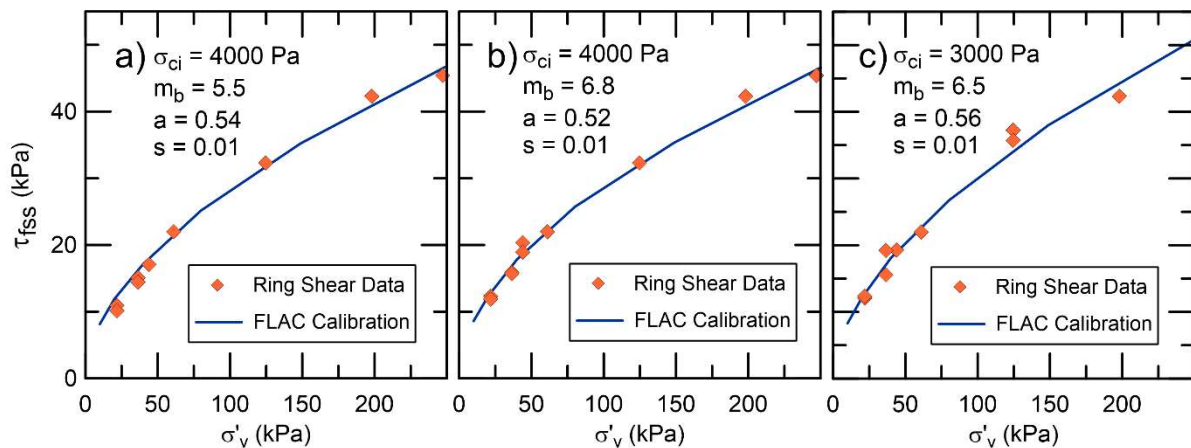 a) σci = 4000 Pa
mb = 5.5
a = 0.54
s = 0.01
b) σci = 4000 Pa
mb = 6.8
a = 0.52
s = 0.01
c) σci = 3000 Pa
mb = 6.5
a = 0.56
s = 0.01
τfss (kPa)
40
20
0
Ring Shear Data
FLAC Calibration
Ring Shear Data
FLAC Calibration
Ring Shear Data
FLAC Calibration
0 50 100 150 200
0 50 100 150 200
0 50 100 150 200
σ'v (kPa)
σ'v (kPa)
σ'v (kPa)